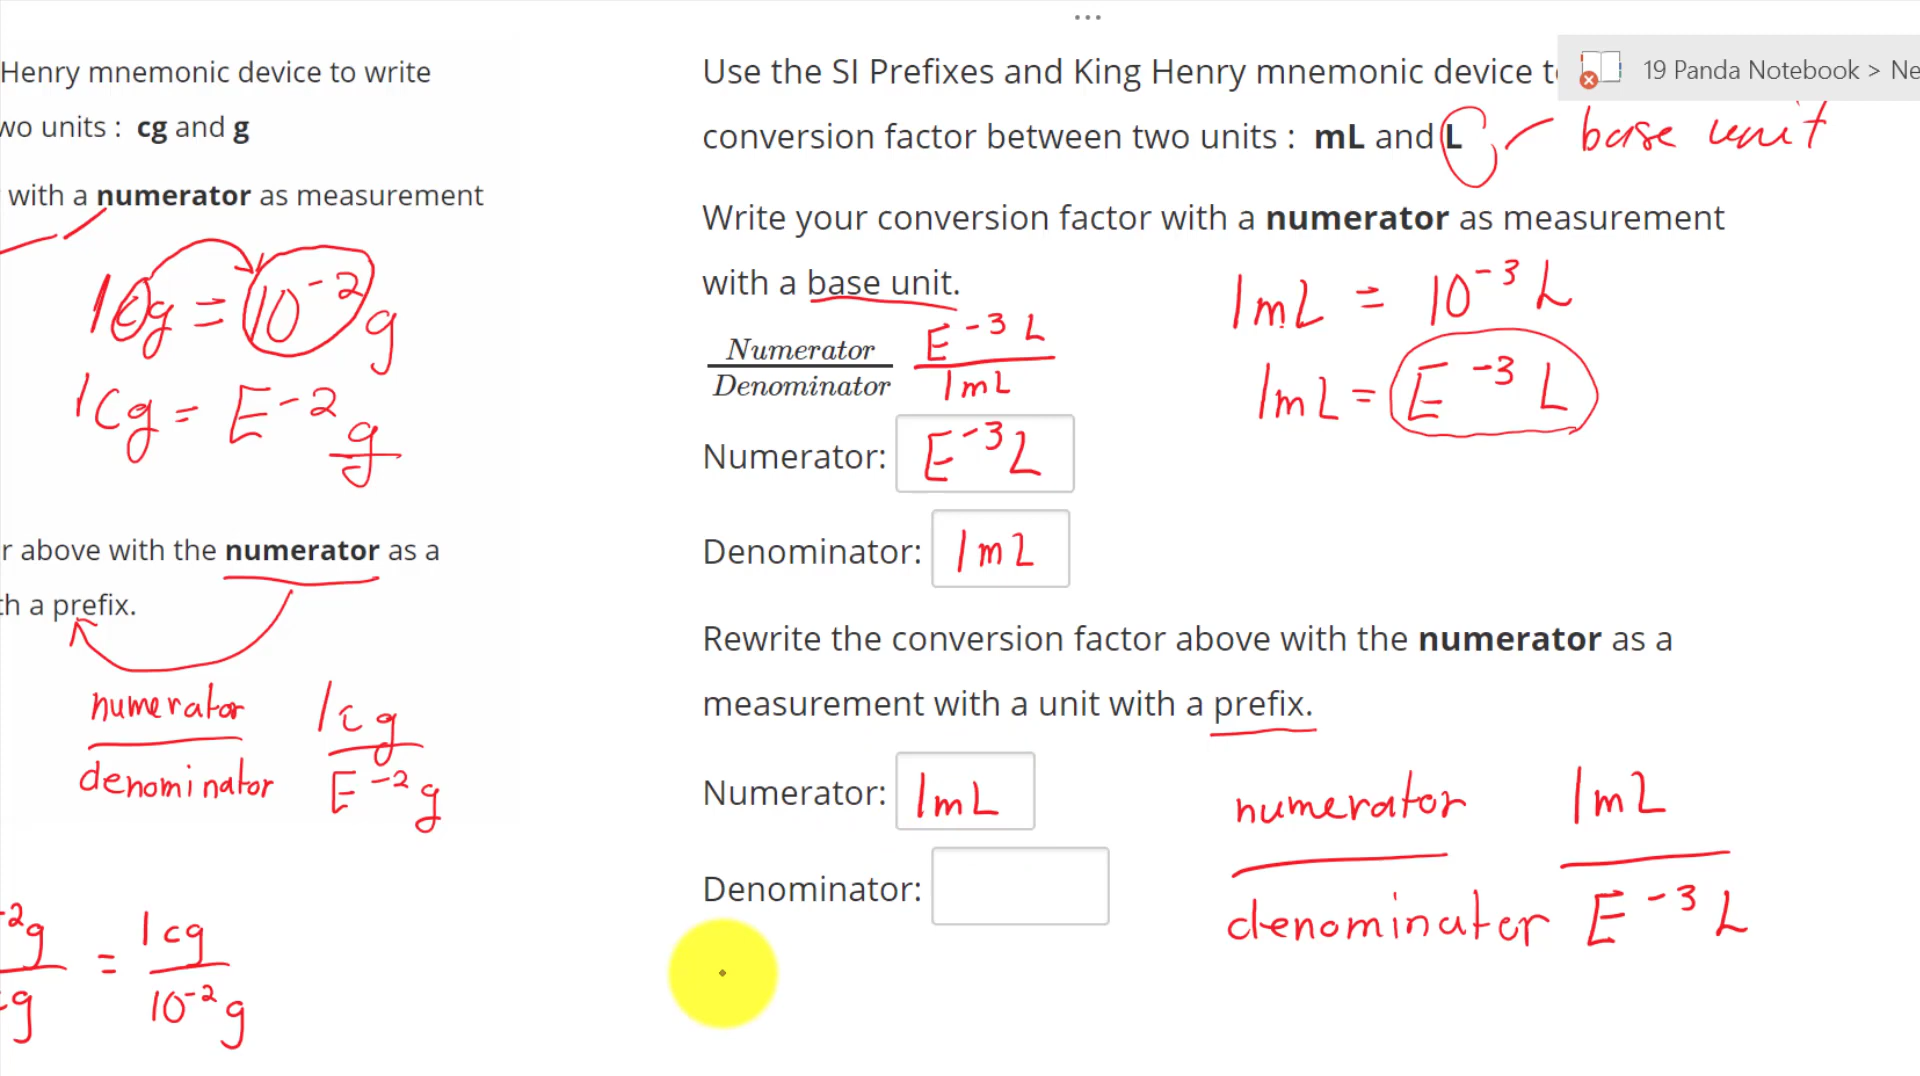 Henry mnemonic device to write
wo units : cg and g
with a numerator as measurement
1cg = 10⁻² g
1cg = E⁻² g
r above with the numerator as a
th a prefix.
numerator 1cg
denominator E⁻² g
⁻²g = 1cg
g 10⁻² g
...
19 Panda Notebook > Ne
Use the SI Prefixes and King Henry mnemonic device t
conversion factor between two units : mL and L base unit
Write your conversion factor with a numerator as measurement
with a base unit.
1mL = 10⁻³ L
Numerator E⁻³ L
Denominator 1mL
1mL = E⁻³ L
Numerator: E⁻³ L
Denominator: 1mL
Rewrite the conversion factor above with the numerator as a
measurement with a unit with a prefix.
Numerator: 1mL
numerator 1mL
Denominator:
denominator E⁻³ L